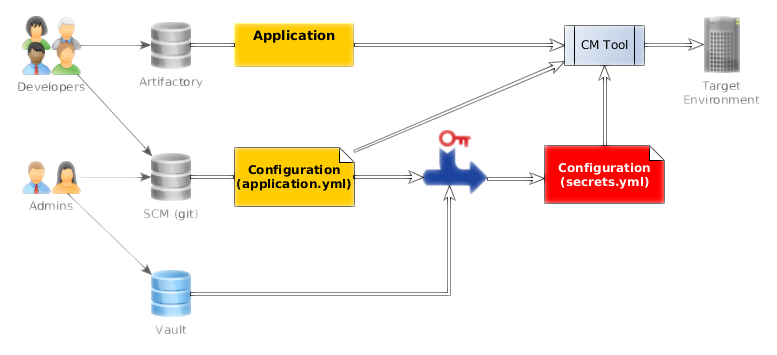 Application
CM Tool
Developers
Artifactory
Target
Environment
Configuration
(application.yml)
Configuration
(secrets.yml)
Admins
SCM (git)
Vault